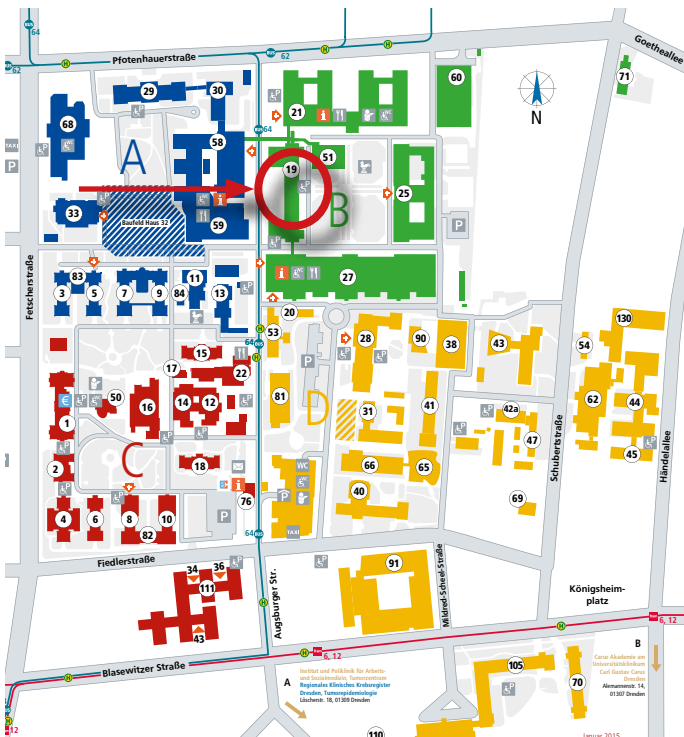 64
Pfotenhauerstraße
62
62
Goetheallee
71
60
29
30
21
68
58
64
51
19
25
N
A
B
TAXI
P
33
Baufeld Haus 32
59
P
Fetscherstraße
83
3
5
7
9
84
11
13
27
20
53
64
28
90
38
43
54
130
15
17
22
P
50
16
14
12
81
D
31
41
42a
62
44
47
45
1
2
C
18
WC
76
P
P
66
65
40
69
Schubertstraße
Händelallee
4
6
8
10
82
64
TAXI
Fiedlerstraße
34
36
111
43
Augsburger Str.
91
Mildred-Scheel-Straße
Königsheim-
platz
6, 12
6, 12
Blasewitzer Straße
12
A
Institut und Poliklinik für Arbeits-
und Sozialmedizin, Tumorzentrum
Regionales Klinisches Krebsregister
Dresden, Tumorepidemiologie
Löscherstr. 18, 01309 Dresden
105
70
B
Carus Akademie am
Universitätsklinikum
Carl Gustav Carus
Dresden
Alemannenstr. 14,
01307 Dresden
110
Januar 2015